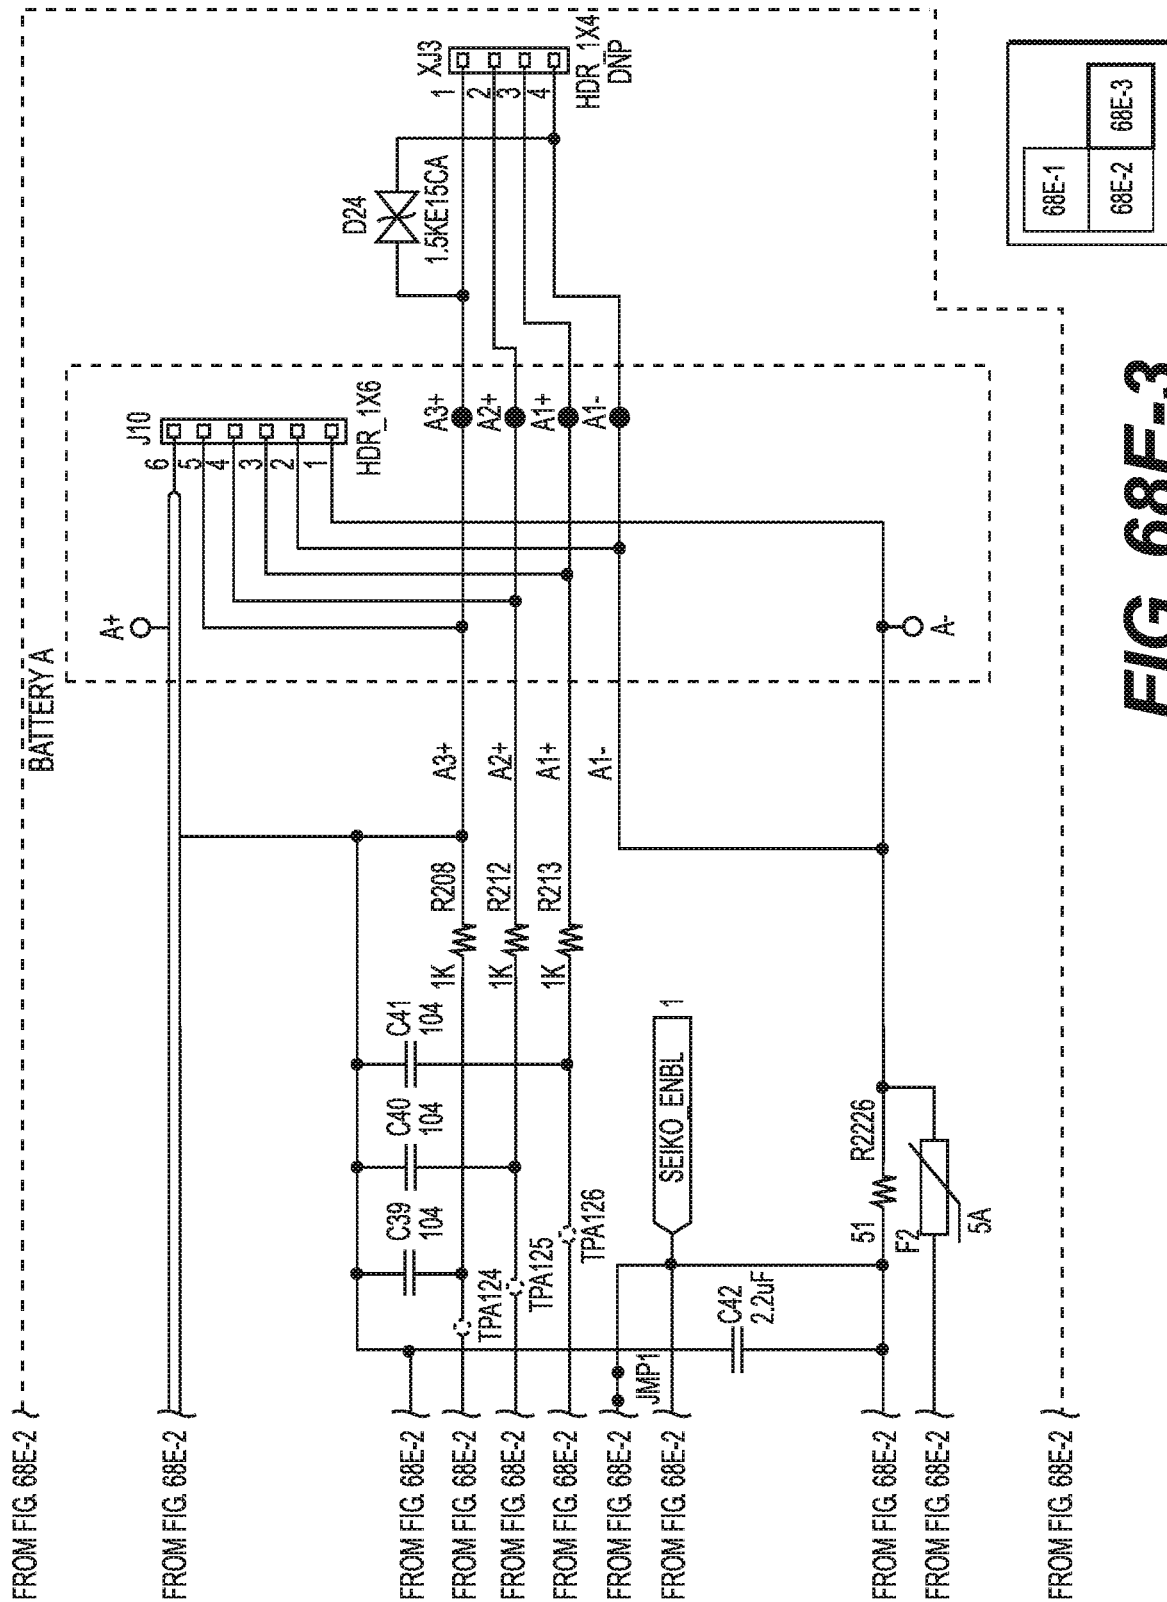 BATTERY A
FROM FIG. 68E-2
FROM FIG. 68E-2
FROM FIG. 68E-2
FROM FIG. 68E-2
FROM FIG. 68E-2
FROM FIG. 68E-2
FROM FIG. 68E-2
FROM FIG. 68E-2
FROM FIG. 68E-2
FROM FIG. 68E-2
FROM FIG. 68E-2
A+
J10
6
5
4
3
2
1
HDR_1X6
XJ3
1
2
3
4
HDR_1X4
DNP
D24
1.5KE15CA
A3+
A2+
A1+
A1-
A3+
A2+
A1+
A1-
A-
C39
104
C40
104
C41
104
1K
R208
1K
R212
1K
R213
TPA124
TPA125
TPA126
JMP1
SEIKO ENBL
1
C42
2.2uF
51
R2226
F2
5A
68E-1
68E-2
68E-3
FIG. 68E-3